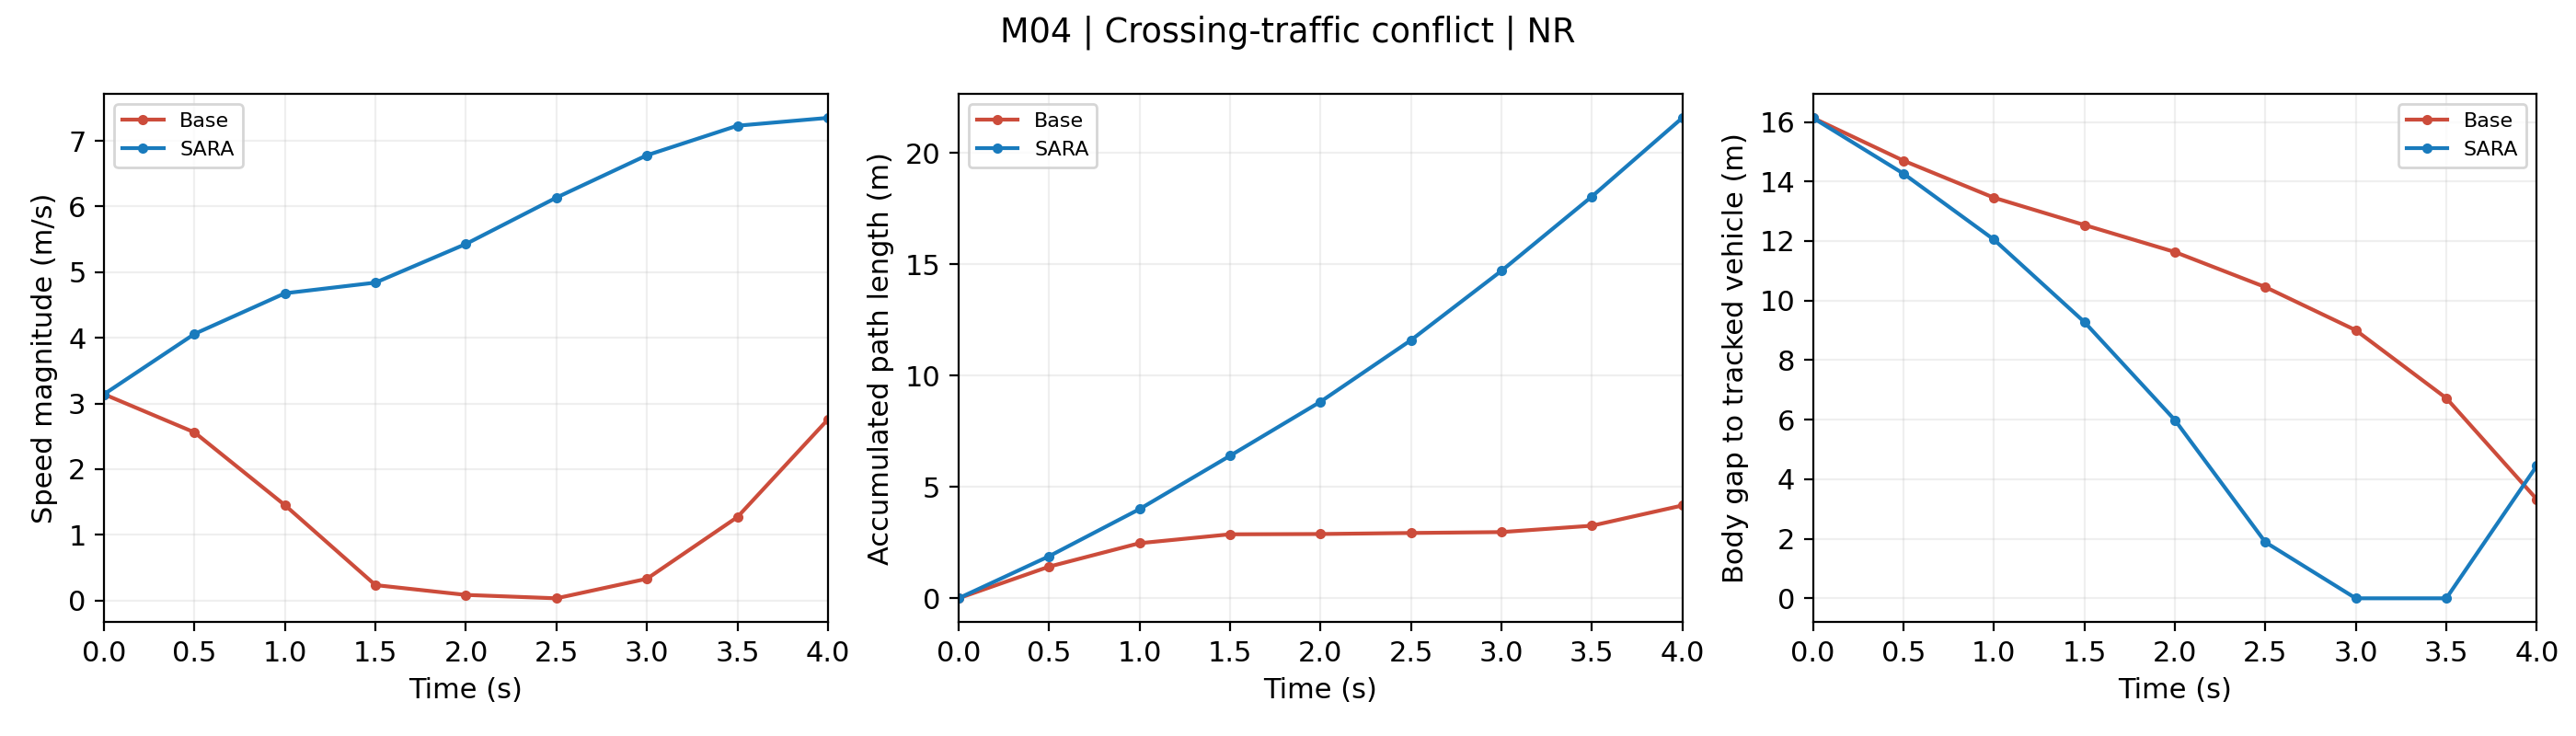 M04 | Crossing-traffic conflict | NR
Speed magnitude (m/s)
7
6
5
4
3
2
1
0
Base
SARA
0.0 0.5 1.0 1.5 2.0 2.5 3.0 3.5 4.0
Time (s)
Accumulated path length (m)
20
15
10
5
0
Base
SARA
0.0 0.5 1.0 1.5 2.0 2.5 3.0 3.5 4.0
Time (s)
Body gap to tracked vehicle (m)
16
14
12
10
8
6
4
2
0
Base
SARA
0.0 0.5 1.0 1.5 2.0 2.5 3.0 3.5 4.0
Time (s)